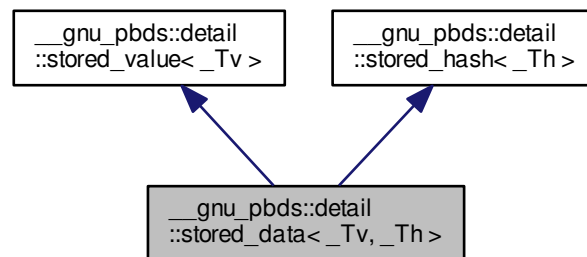 __gnu_pbds::detail
::stored_value< _Tv >
__gnu_pbds::detail
::stored_hash< _Th >
__gnu_pbds::detail
::stored_data< _Tv, _Th >